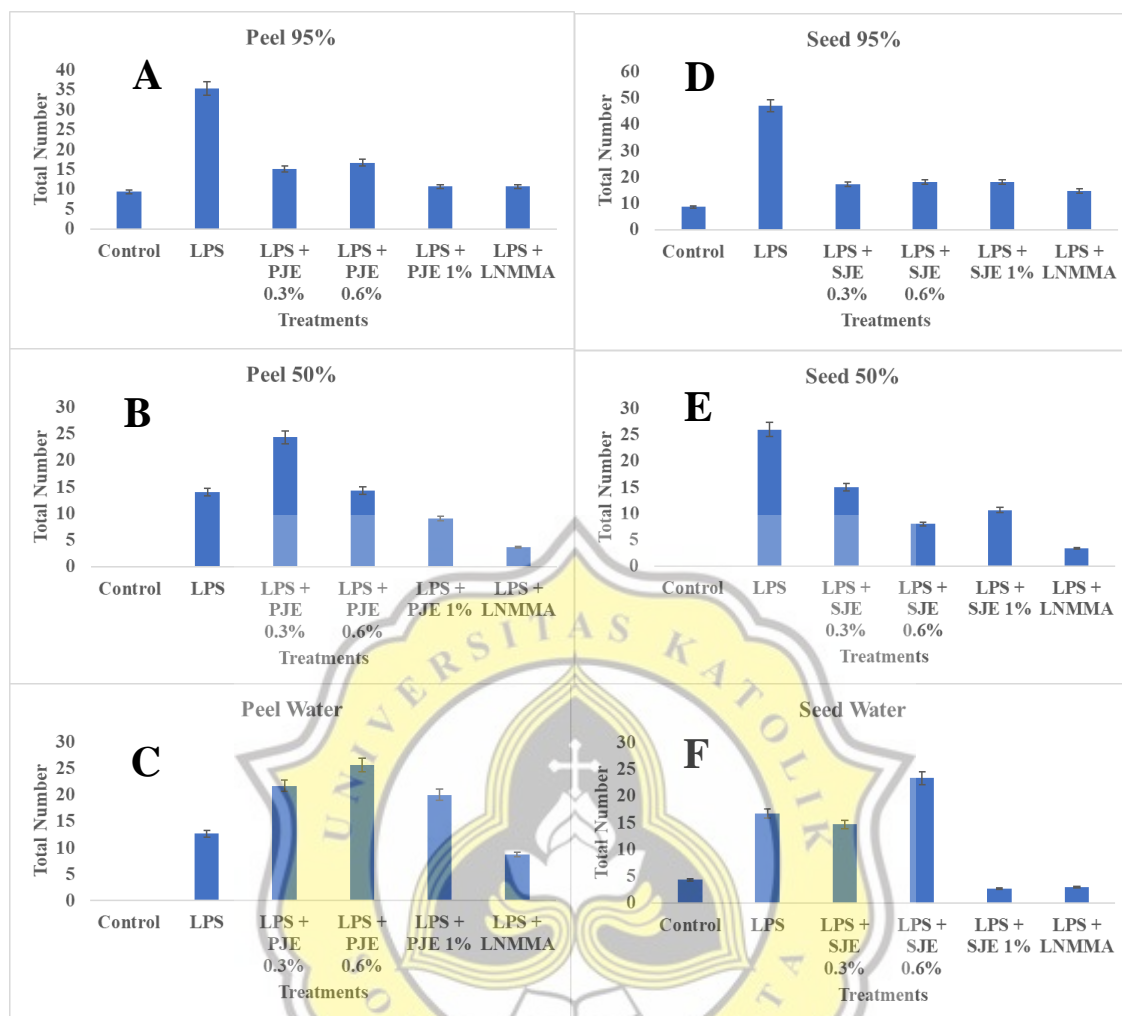 Peel 95%
A
Total Number
40
35
30
25
20
15
10
5
0
Control
LPS
LPS +
PJE
0.3%
LPS +
PJE
0.6%
LPS +
PJE 1%
LPS +
LNMMA
Treatments
Seed 95%
D
Total Number
60
50
40
30
20
10
0
Control
LPS
LPS +
SJE
0.3%
LPS +
SJE
0.6%
LPS +
SJE 1%
LPS +
LNMMA
Treatments
Peel 50%
B
Total Number
30
25
20
15
10
5
0
Control
LPS
LPS +
PJE
0.3%
LPS +
PJE
0.6%
LPS +
PJE 1%
LPS +
LNMMA
Treatments
Seed 50%
E
Total Number
30
25
20
15
10
5
0
Control
LPS
LPS +
SJE
0.3%
LPS +
SJE
0.6%
LPS +
SJE 1%
LPS +
LNMMA
Treatments
Peel Water
C
Total Number
30
25
20
15
10
5
0
Control
LPS
LPS +
PJE
0.3%
LPS +
PJE
0.6%
LPS +
PJE 1%
LPS +
LNMMA
Treatments
Seed Water
F
Total Number
30
25
20
15
10
5
0
Control
LPS
LPS +
SJE
0.3%
LPS +
SJE
0.6%
LPS +
SJE 1%
LPS +
LNMMA
Treatments
UNIVERSITAS KATOLIK